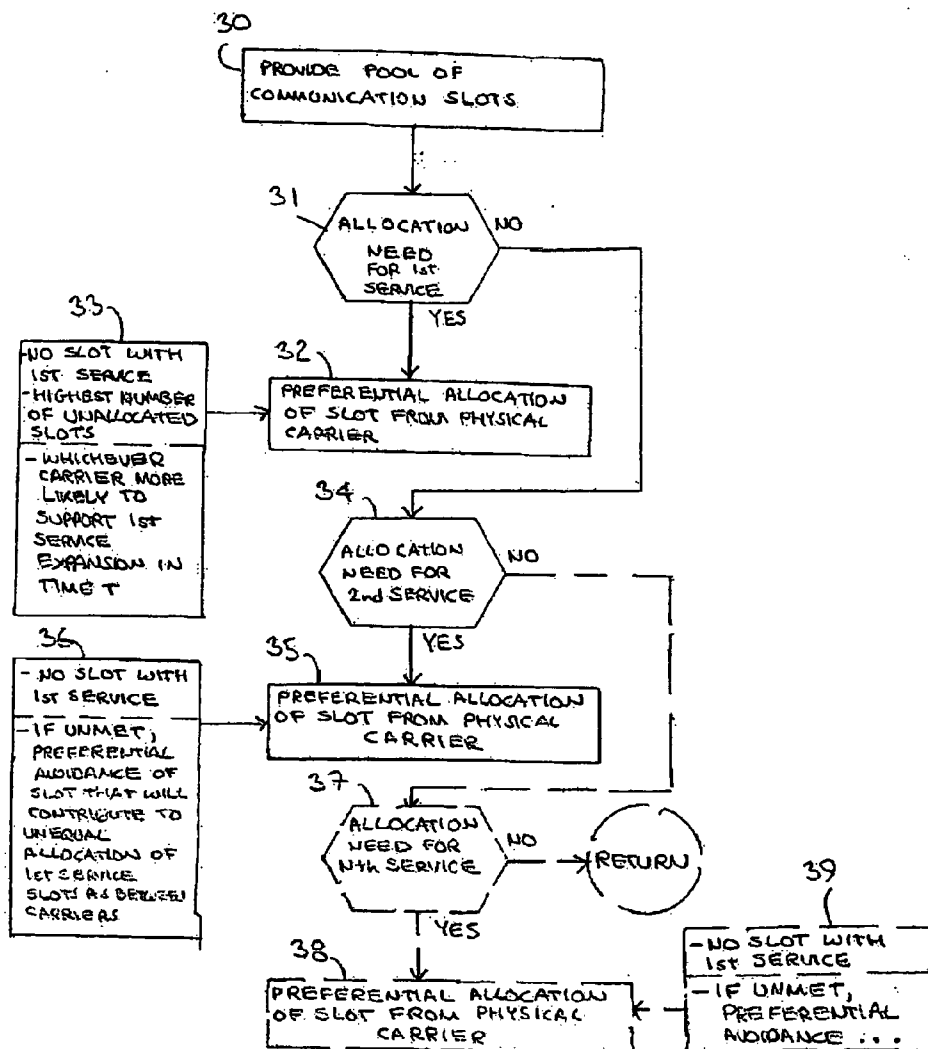 30
PROVIDE POOL OF
COMMUNICATION SLOTS
31
ALLOCATION
NEED
FOR 1st
SERVICE
NO
YES
33
-NO SLOT WITH
1ST SERVICE
-HIGHEST NUMBER
OF UNALLOCATED
SLOTS
- WHICHEVER
CARRIER MORE
LIKELY TO
SUPPORT 1st
SERVICE
EXPANSION IN
TIME T
32
PREFERENTIAL ALLOCATION
OF SLOT FROM PHYSICAL
CARRIER
34
ALLOCATION
NEED FOR
2nd SERVICE
NO
YES
36
- NO SLOT WITH
1st SERVICE
- IF UNMET,
PREFERENTIAL
AVOIDANCE OF
SLOT THAT WILL
CONTRIBUTE TO
UNEQUAL
ALLOCATION OF
1st SERVICE
SLOTS AS BETWEEN
CARRIERS
35
PREFERENTIAL ALLOCATION
OF SLOT FROM PHYSICAL
CARRIER
37
ALLOCATION
NEED FOR
Nth SERVICE
NO
RETURN
YES
38
PREFERENTIAL ALLOCATION
OF SLOT FROM PHYSICAL
CARRIER
39
- NO SLOT WITH
1st SERVICE
- IF UNMET,
PREFERENTIAL
AVOIDANCE ...